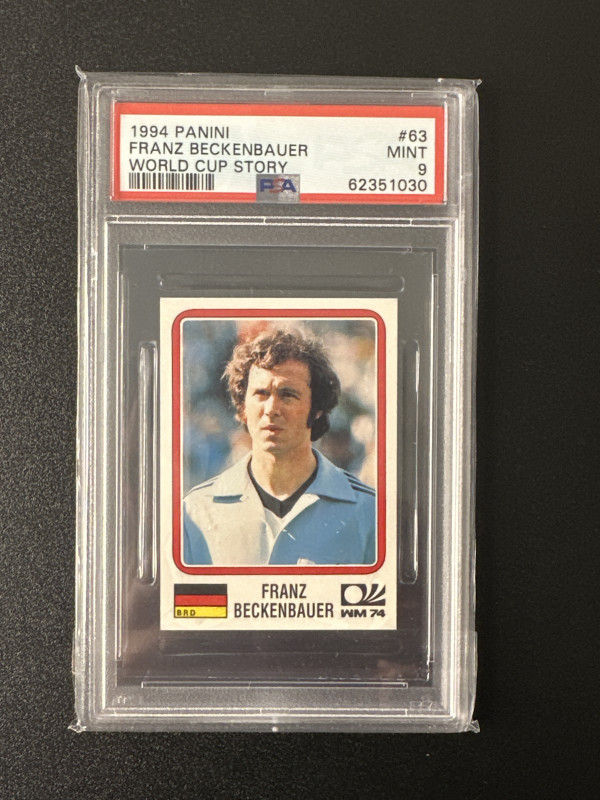 1994 PANINI #63
FRANZ BECKENBAUER MINT
WORLD CUP STORY 9
PSA 62351030
BRD
FRANZ
BECKENBAUER
WM 74